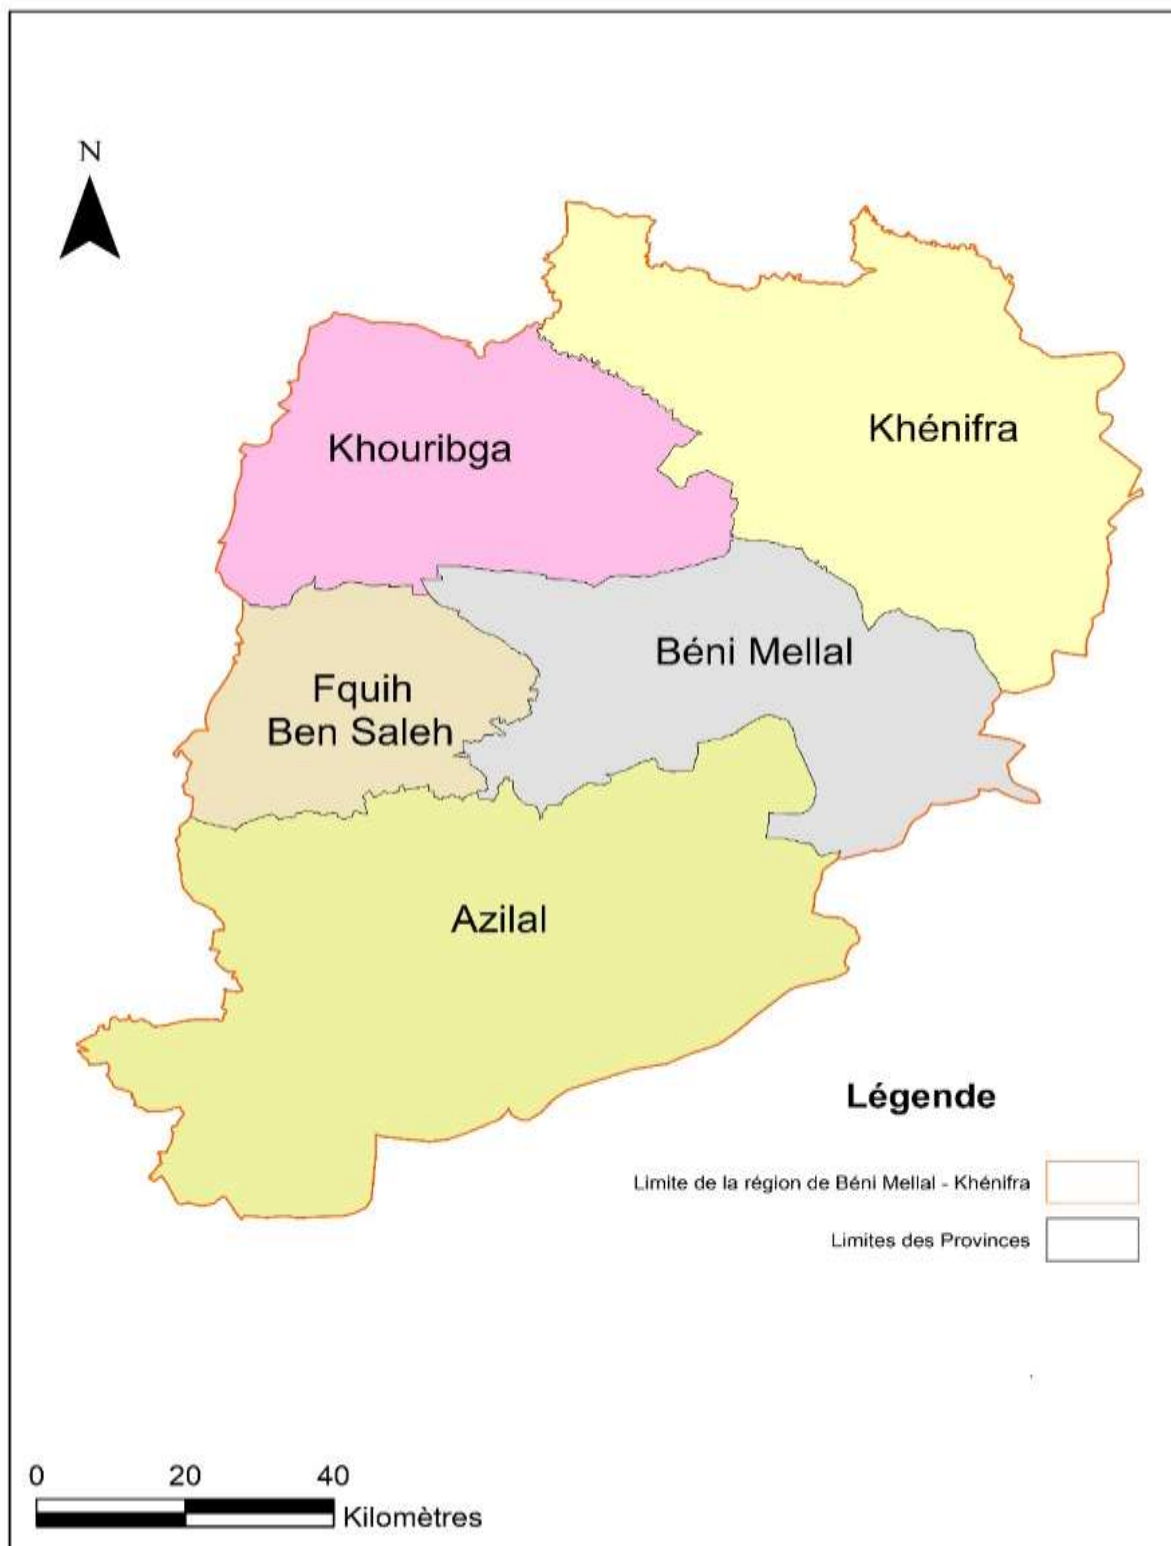 N
Khénifra
Khouribga
Béni Mellal
Fquih
Ben Saleh
Azilal
Légende
Limite de la région de Béni Mellal - Khénifra
Limites des Provinces
0 20 40
Kilomètres